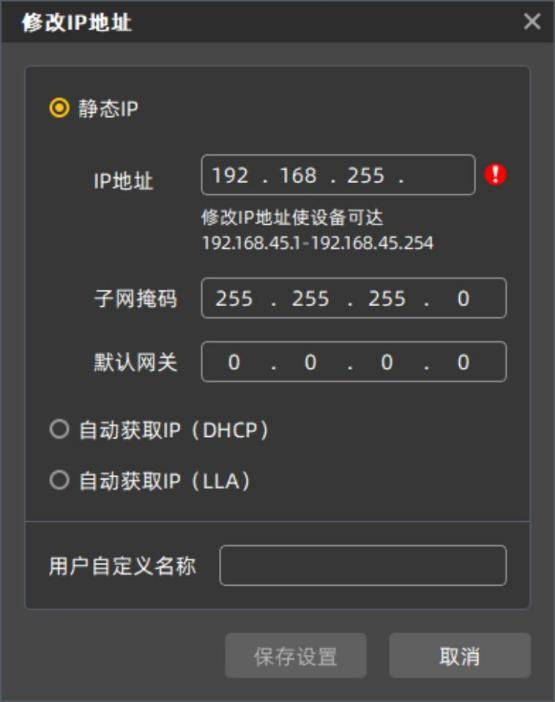 修改IP地址
静态IP
IP地址 192 . 168 . 255 .
修改IP地址使设备可达
192.168.45.1-192.168.45.254
子网掩码 255 . 255 . 255 . 0
默认网关 0 . 0 . 0 . 0
自动获取IP（DHCP）
自动获取IP（LLA）
用户自定义名称
保存设置 取消